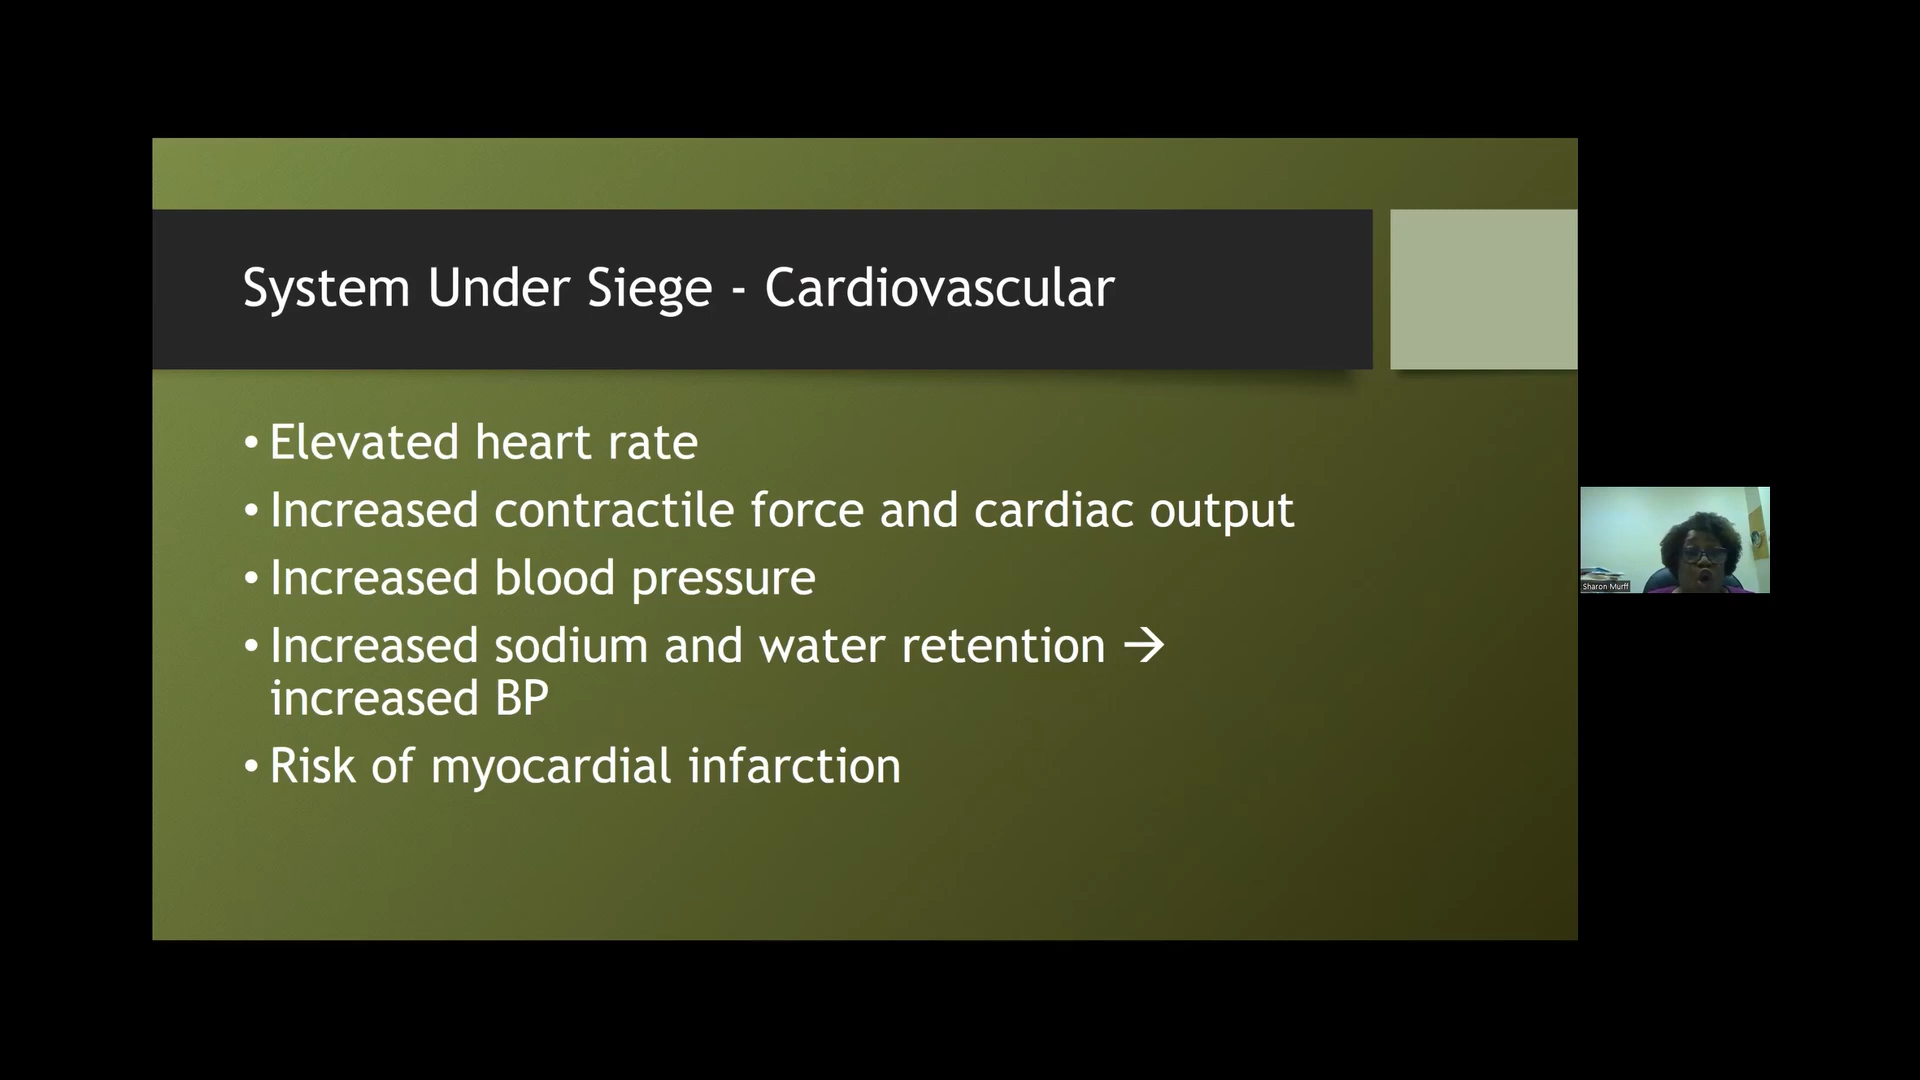 System Under Siege - Cardiovascular
• Elevated heart rate
• Increased contractile force and cardiac output
• Increased blood pressure
• Increased sodium and water retention →
increased BP
• Risk of myocardial infarction
Sharon Murff